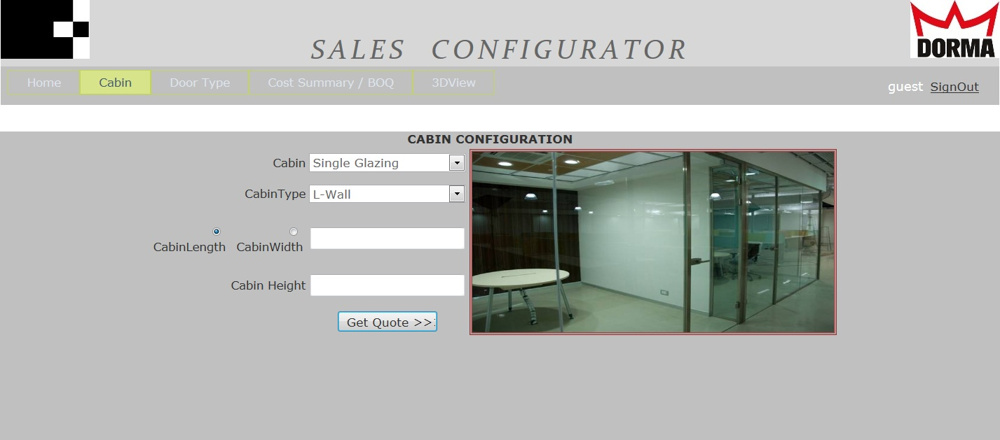 SALES CONFIGURATOR
DORMA
Home Cabin Door Type Cost Summary / BOQ 3DView
guest SignOut
CABIN CONFIGURATION
Cabin Single Glazing
CabinType L-Wall
CabinLength CabinWidth
Cabin Height
Get Quote >>